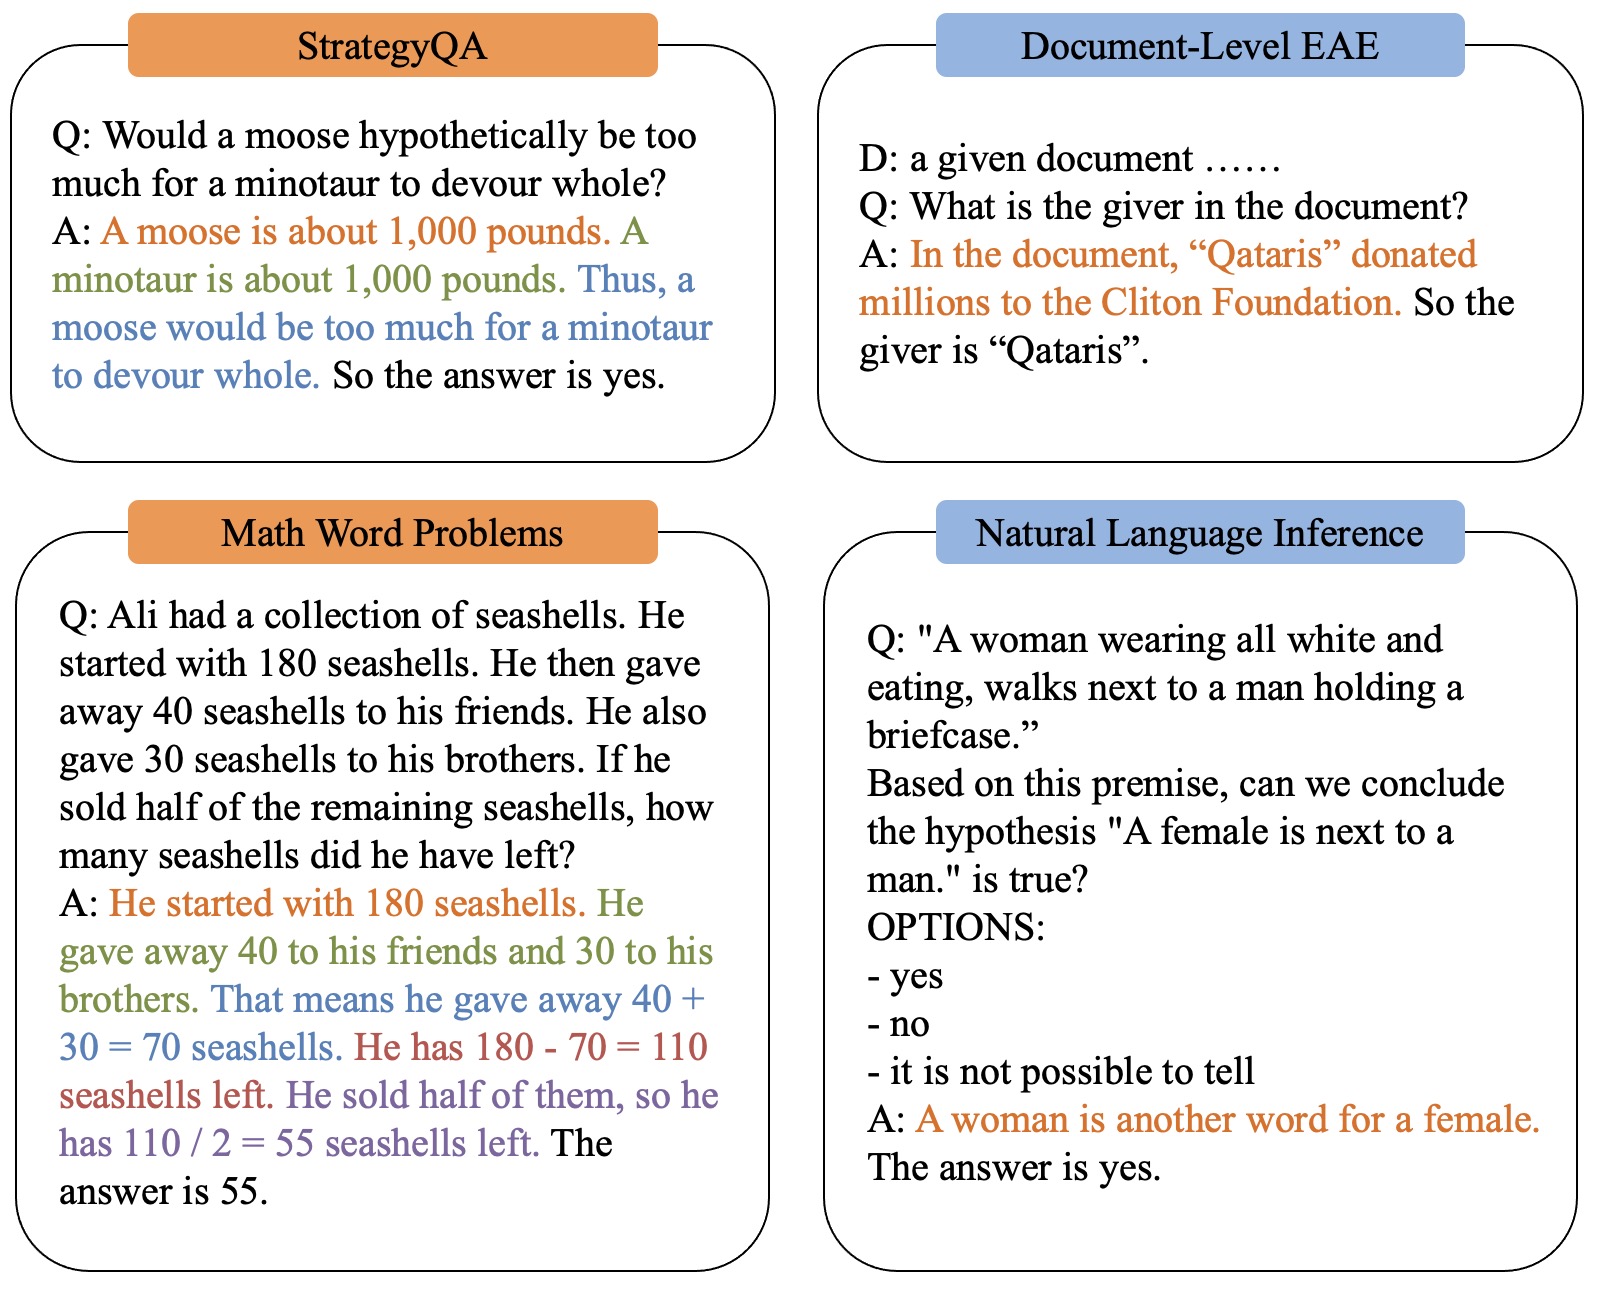 StrategyQA
Q: Would a moose hypothetically be too
much for a minotaur to devour whole?
A: A moose is about 1,000 pounds. A
minotaur is about 1,000 pounds. Thus, a
moose would be too much for a minotaur
to devour whole. So the answer is yes.
Document-Level EAE
D: a given document ......
Q: What is the giver in the document?
A: In the document, “Qataris” donated
millions to the Cliton Foundation. So the
giver is “Qataris”.
Math Word Problems
Q: Ali had a collection of seashells. He
started with 180 seashells. He then gave
away 40 seashells to his friends. He also
gave 30 seashells to his brothers. If he
sold half of the remaining seashells, how
many seashells did he have left?
A: He started with 180 seashells. He
gave away 40 to his friends and 30 to his
brothers. That means he gave away 40 +
30 = 70 seashells. He has 180 - 70 = 110
seashells left. He sold half of them, so he
has 110 / 2 = 55 seashells left. The
answer is 55.
Natural Language Inference
Q: "A woman wearing all white and
eating, walks next to a man holding a
briefcase.”
Based on this premise, can we conclude
the hypothesis "A female is next to a
man." is true?
OPTIONS:
- yes
- no
- it is not possible to tell
A: A woman is another word for a female.
The answer is yes.